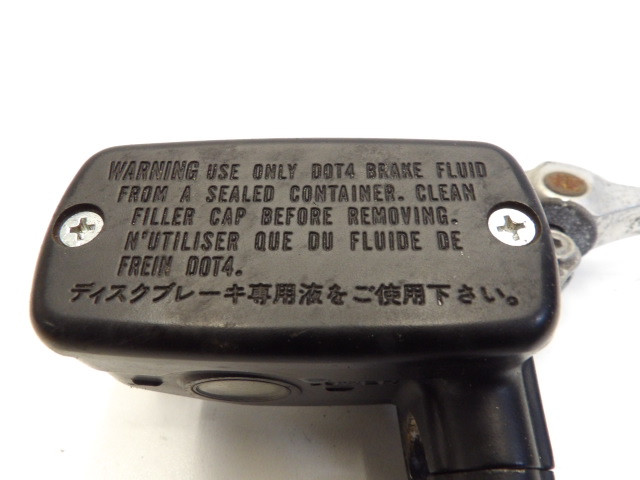 WARNING USE ONLY DOT4 BRAKE FLUID
FROM A SEALED CONTAINER. CLEAN
FILLER CAP BEFORE REMOVING.
N'UTILISER QUE DU FLUIDE DE
FREIN DOT4.
ディスクブレーキ専用液をご使用下さい。